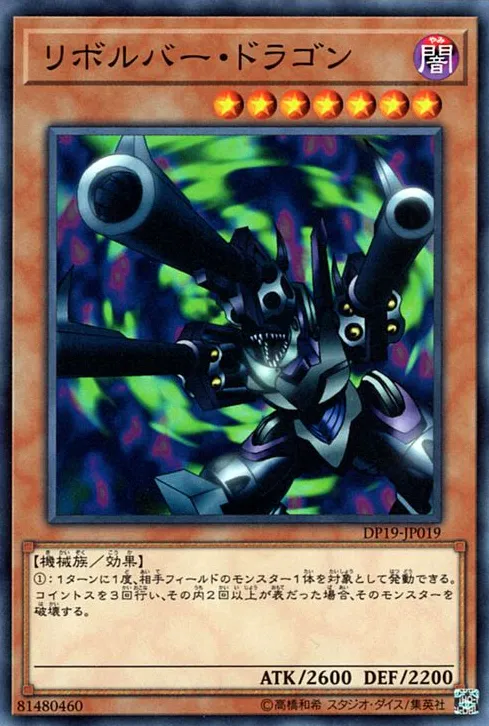 リボルバー・ドラゴン
やみ
闇
DP19-JP019
【機械族／効果】
①：1ターンに1度、相手フィールドのモンスター1体を対象として発動できる。
コイントスを3回行い、その内2回以上が表だった場合、そのモンスターを
破壊する。
ATK/2600 DEF/2200
81480460
©高橋和希 スタジオ・ダイス/集英社